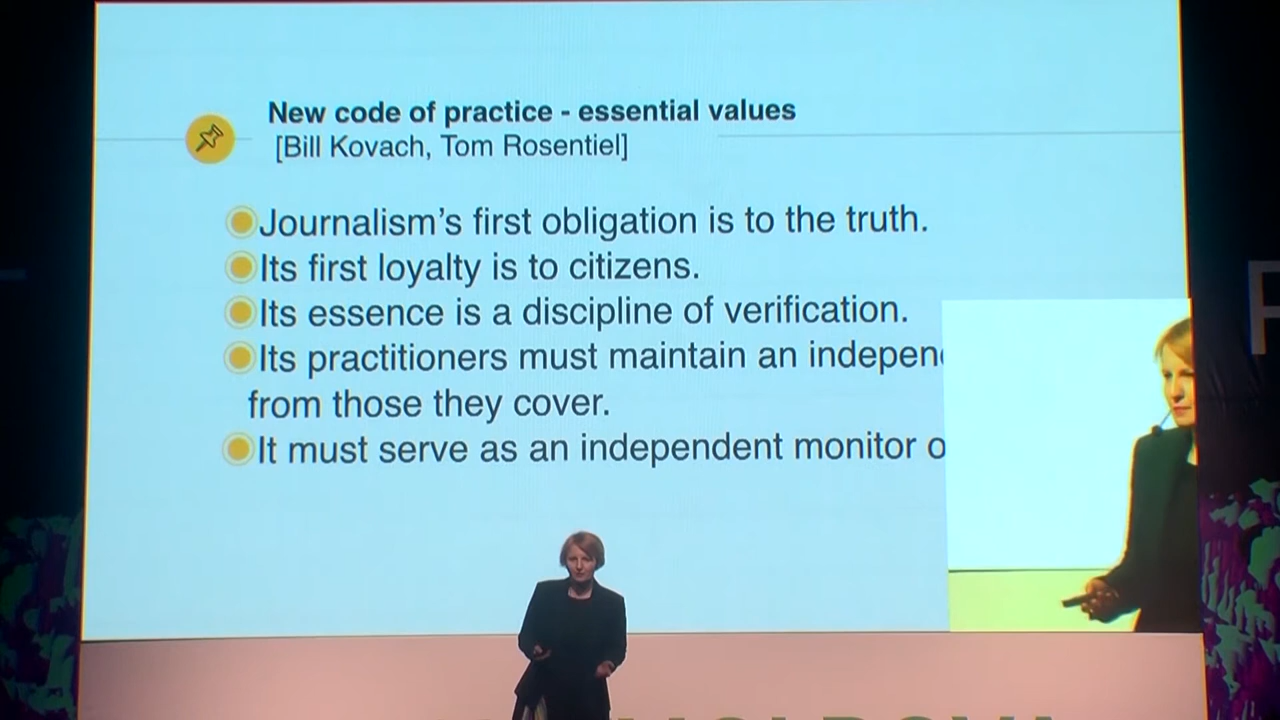 New code of practice - essential values
[Bill Kovach, Tom Rosentiel]
Journalism's first obligation is to the truth.
Its first loyalty is to citizens.
Its essence is a discipline of verification.
Its practitioners must maintain an
from those they cover.
It must serve as an independent monitor
MOLDOVA